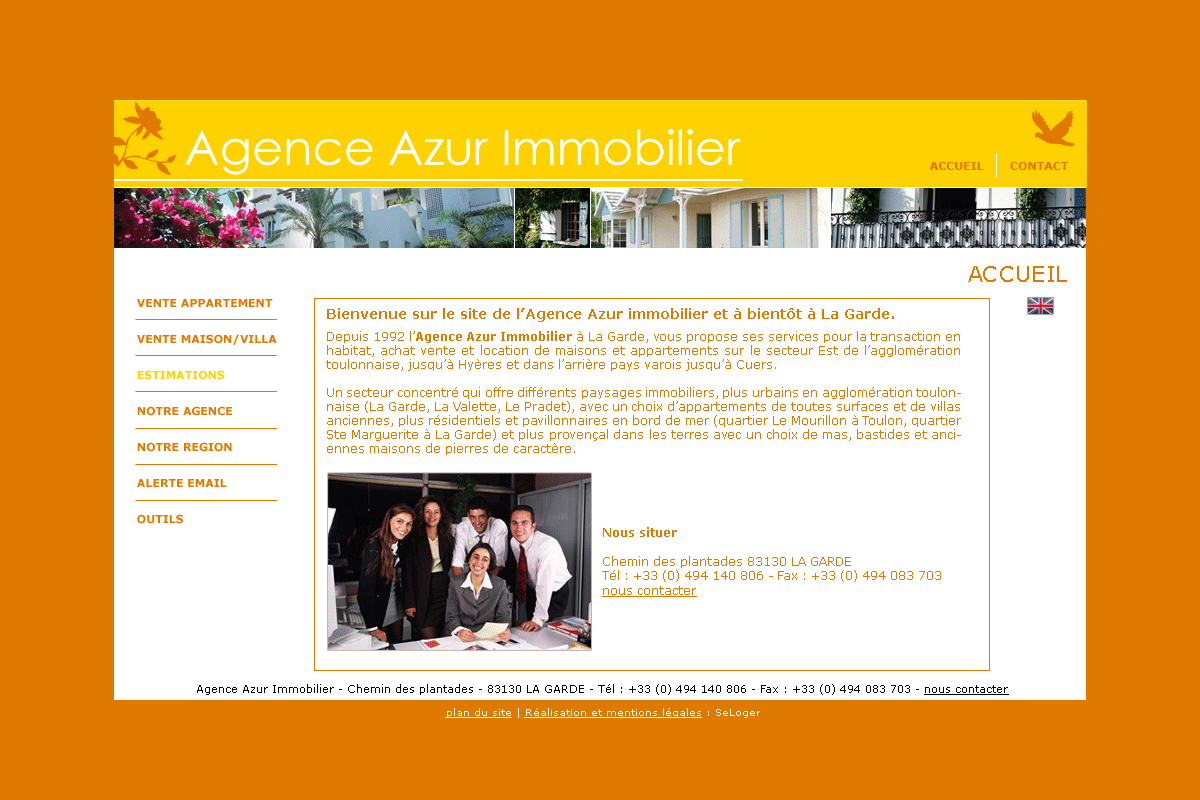 Agence Azur Immobilier
ACCUEIL
CONTACT
ACCUEIL
VENTE APPARTEMENT
VENTE MAISON/VILLA
ESTIMATIONS
NOTRE AGENCE
NOTRE REGION
ALERTE EMAIL
OUTILS
Bienvenue sur le site de l’Agence Azur immobilier et à bientôt à La Garde.
Depuis 1992 l’Agence Azur Immobilier à La Garde, vous propose ses services pour la transaction en
habitat, achat vente et location de maisons et appartements sur le secteur Est de l’agglomération
toulonnaise, jusqu’à Hyères et dans l’arrière pays varois jusqu’à Cuers.
Un secteur concentré qui offre différents paysages immobiliers, plus urbains en agglomération toulon-
naise (La Garde, La Valette, Le Pradet), avec un choix d’appartements de toutes surfaces et de villas
anciennes, plus résidentiels et pavillonnaires en bord de mer (quartier Le Mourillon à Toulon, quartier
Ste Marguerite à La Garde) et plus provençal dans les terres avec un choix de mas, bastides et anci-
ennes maisons de pierres de caractère.
Nous situer
Chemin des plantades 83130 LA GARDE
Tél : +33 (0) 494 140 806 - Fax : +33 (0) 494 083 703
nous contacter
Agence Azur Immobilier - Chemin des plantades - 83130 LA GARDE - Tél : +33 (0) 494 140 806 - Fax : +33 (0) 494 083 703 - nous contacter
plan du site | Réalisation et mentions légales : SeLoger